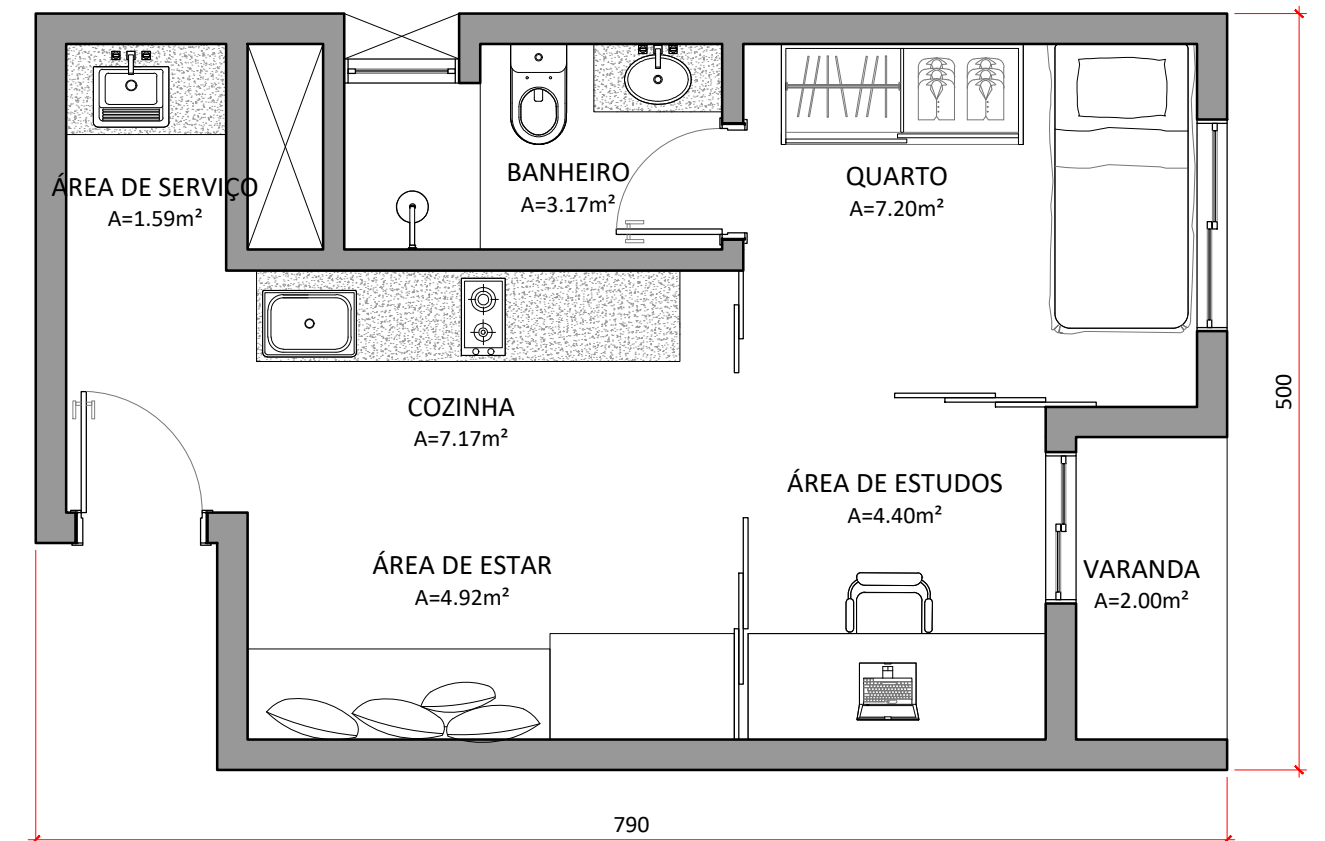 ÁREA DE SERVIÇO
A=1.59m²
BANHEIRO
A=3.17m²
QUARTO
A=7.20m²
COZINHA
A=7.17m²
ÁREA DE ESTUDOS
A=4.40m²
ÁREA DE ESTAR
A=4.92m²
VARANDA
A=2.00m²
500
790